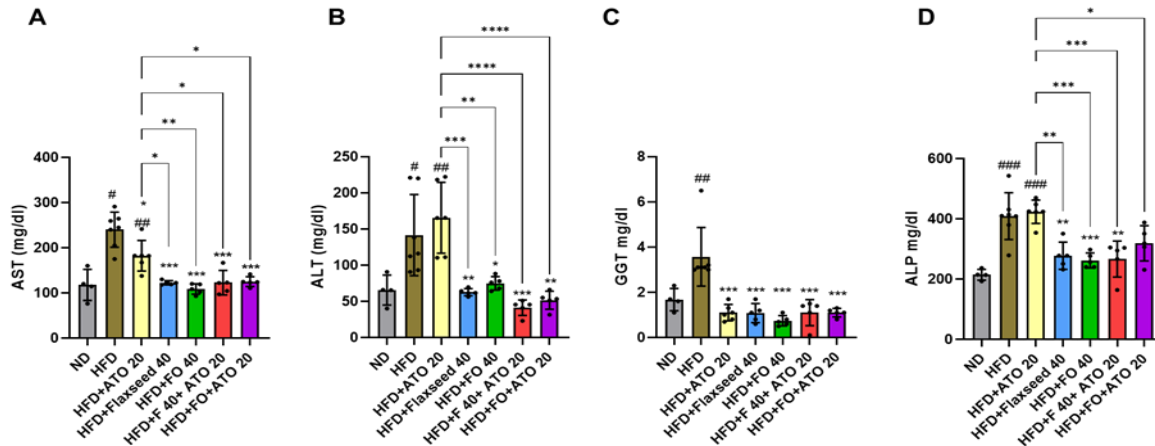 A
*
*
**
*
AST (mg/dl)
400
300
200
100
0
#
*
##
***
***
***
***
ND
HFD
HFD+ATO 20
HFD+Flaxseed 40
HFD+FO 40
HFD+F 40+ ATO 20
HFD+FO+ATO 20
B
****
****
**
***
ALT (mg/dl)
250
200
150
100
50
0
#
##
**
*
***
**
ND
HFD
HFD+ATO 20
HFD+Flaxseed 40
HFD+FO 40
HFD+F 40+ ATO 20
HFD+FO+ATO 20
C
GGT mg/dl
8
6
4
2
0
##
***
***
***
***
***
ND
HFD
HFD+ATO 20
HFD+Flaxseed 40
HFD+FO 40
HFD+F 40+ ATO 20
HFD+FO+ATO 20
D
*
***
***
**
ALP mg/dl
600
400
200
0
###
###
**
***
**
ND
HFD
HFD+ATO 20
HFD+Flaxseed 40
HFD+FO 40
HFD+F 40+ ATO 20
HFD+FO+ATO 20